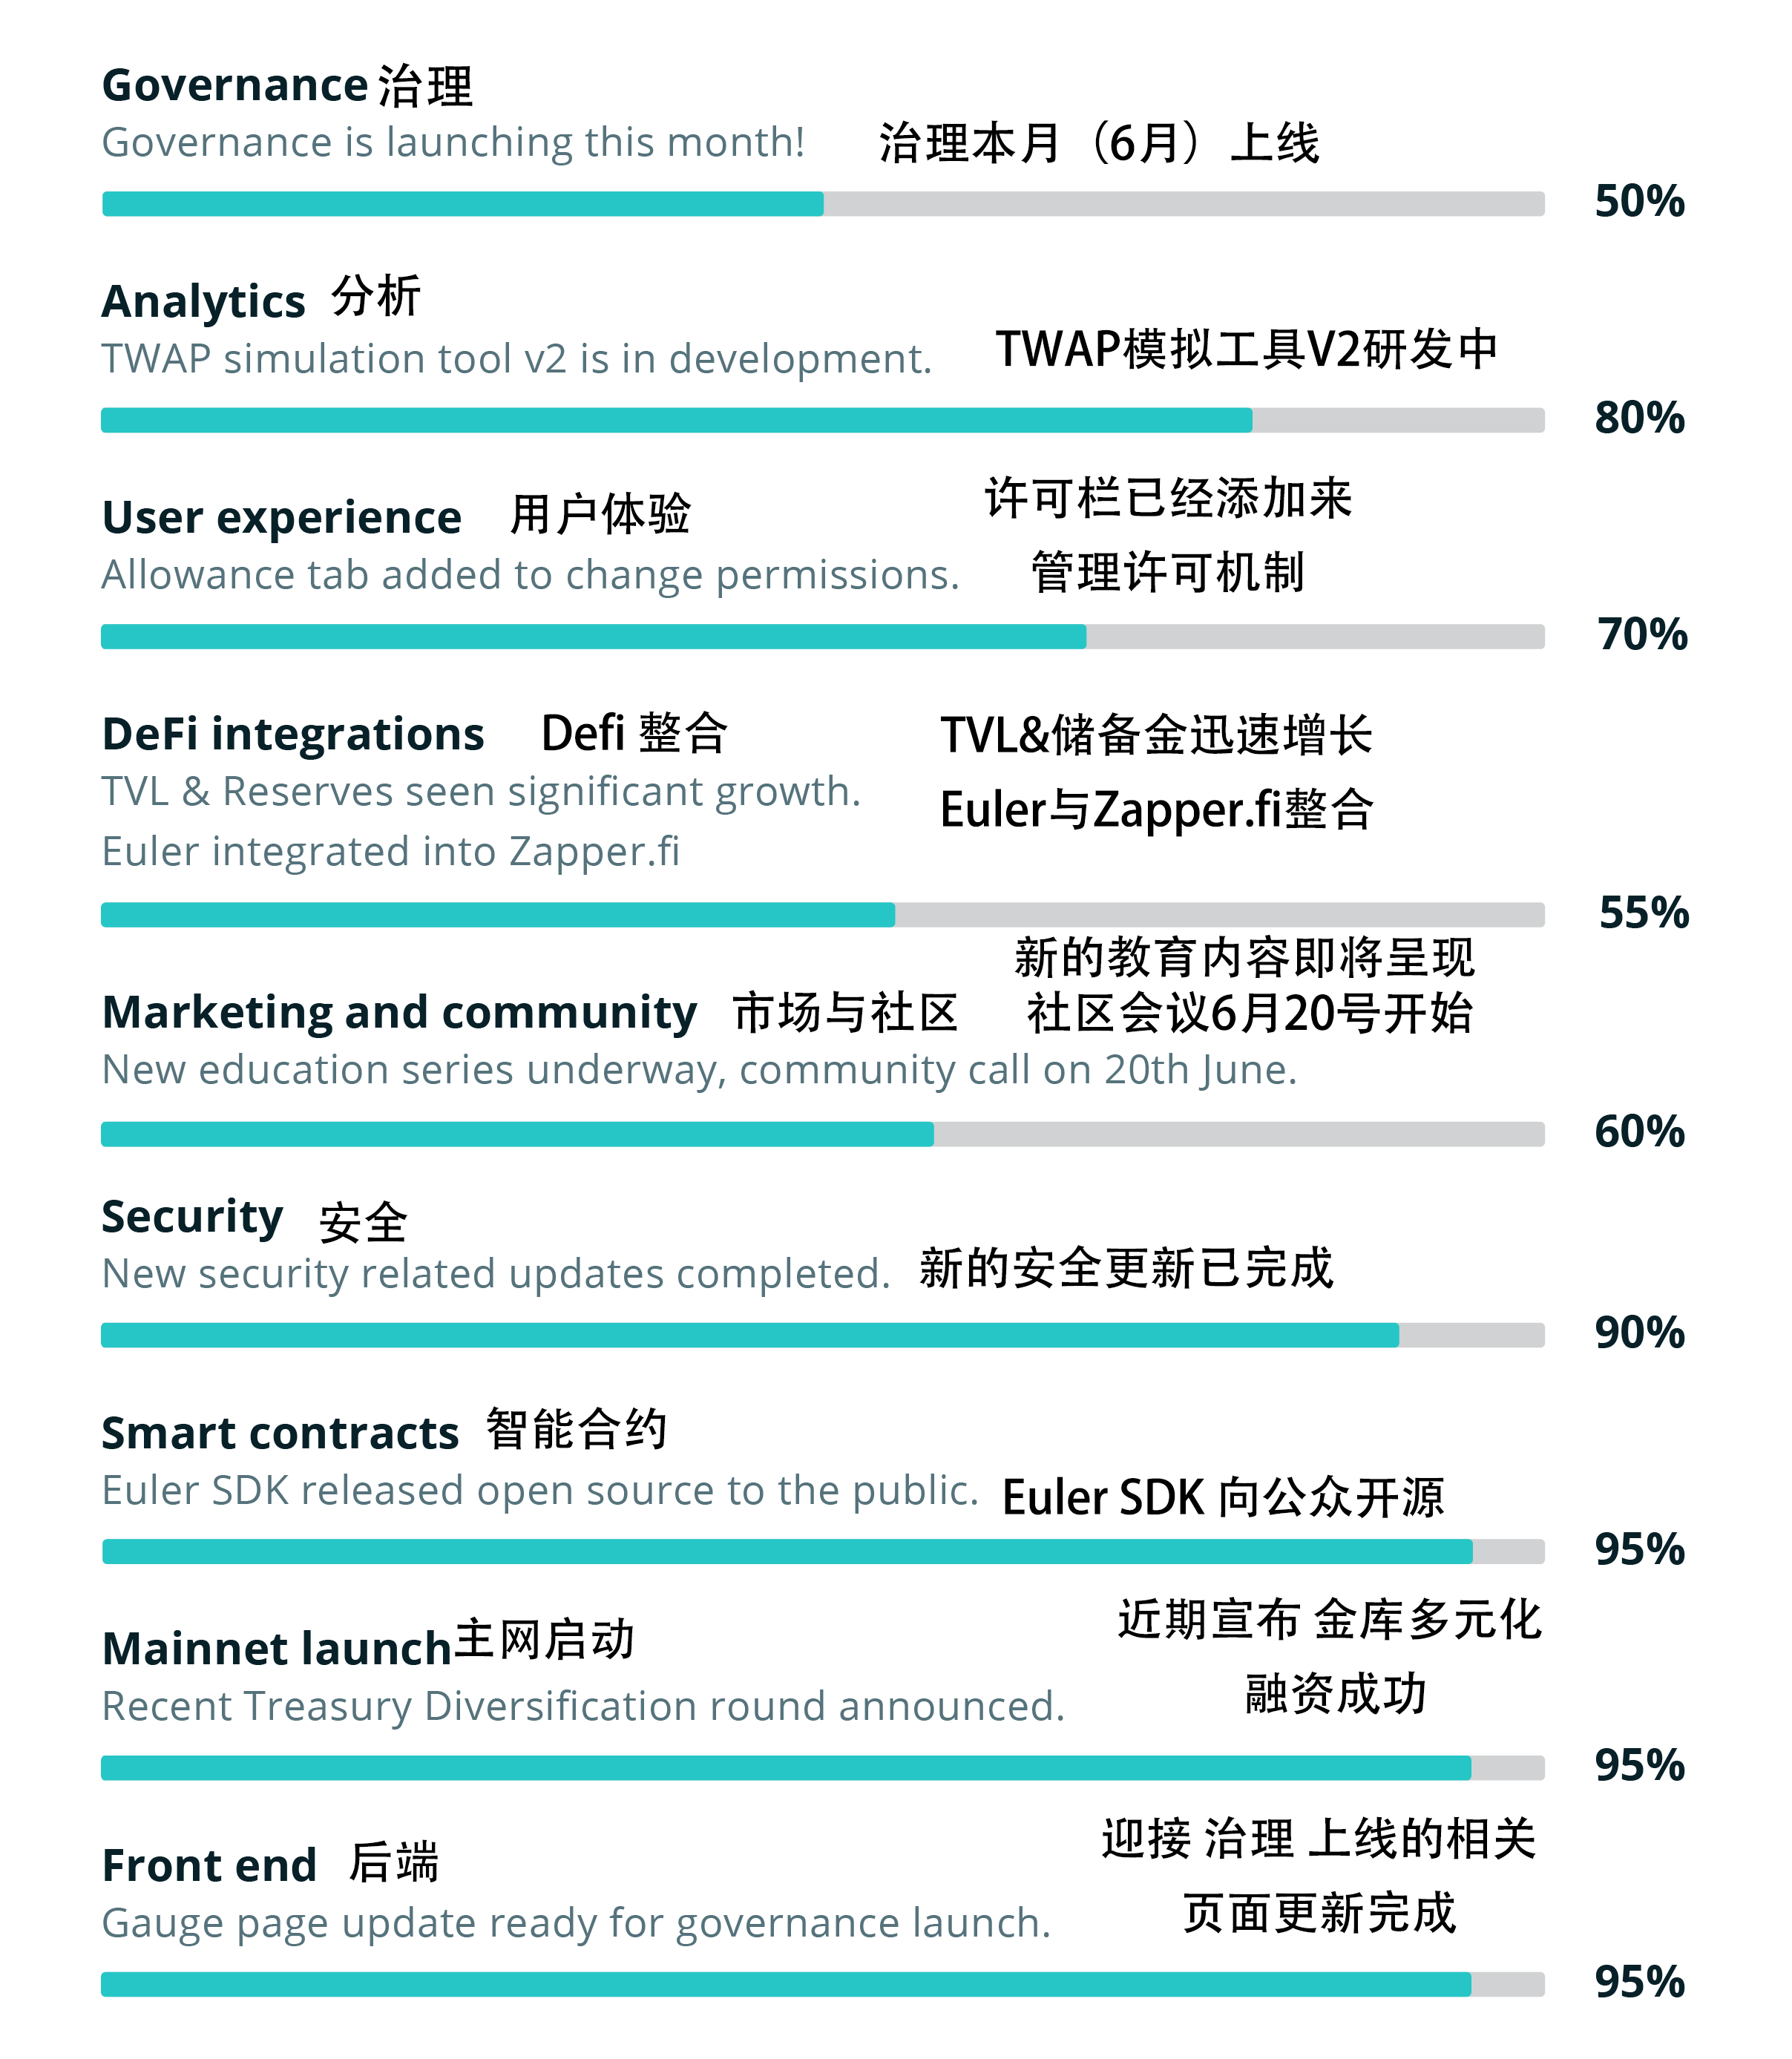 Governance 治理
Governance is launching this month! 治理本月（6月）上线
50%
Analytics 分析
TWAP simulation tool v2 is in development. TWAP模拟工具V2研发中
80%
User experience 用户体验 许可栏已经添加来
Allowance tab added to change permissions. 管理许可机制
70%
DeFi integrations Defi 整合 TVL&储备金迅速增长
TVL & Reserves seen significant growth. Euler与Zapper.fi整合
Euler integrated into Zapper.fi
55%
新的教育内容即将呈现
Marketing and community 市场与社区 社区会议6月20号开始
New education series underway, community call on 20th June.
60%
Security 安全
New security related updates completed. 新的安全更新已完成
90%
Smart contracts 智能合约
Euler SDK released open source to the public. Euler SDK 向公众开源
95%
近期宣布 金库多元化
Mainnet launch主网启动
Recent Treasury Diversification round announced. 融资成功
95%
迎接 治理 上线的相关
Front end 后端
Gauge page update ready for governance launch. 页面更新完成
95%